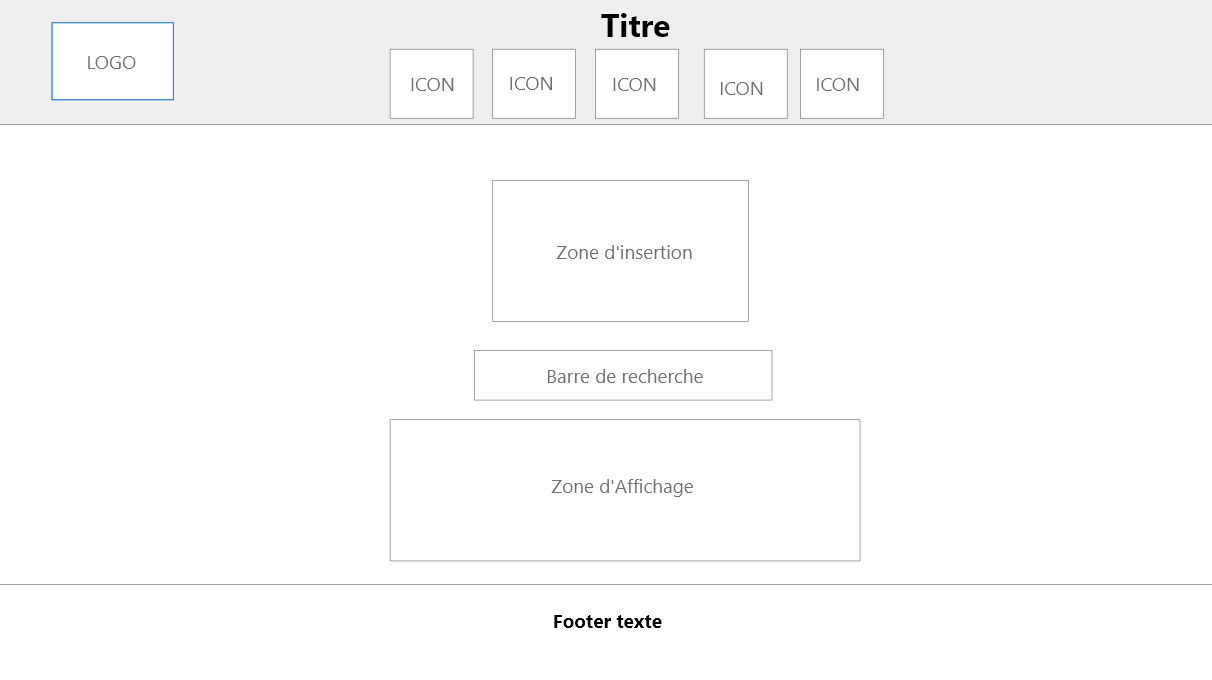 Titre
LOGO
ICON
ICON
ICON
ICON
ICON
Zone d'insertion
Barre de recherche
Zone d'Affichage
Footer texte